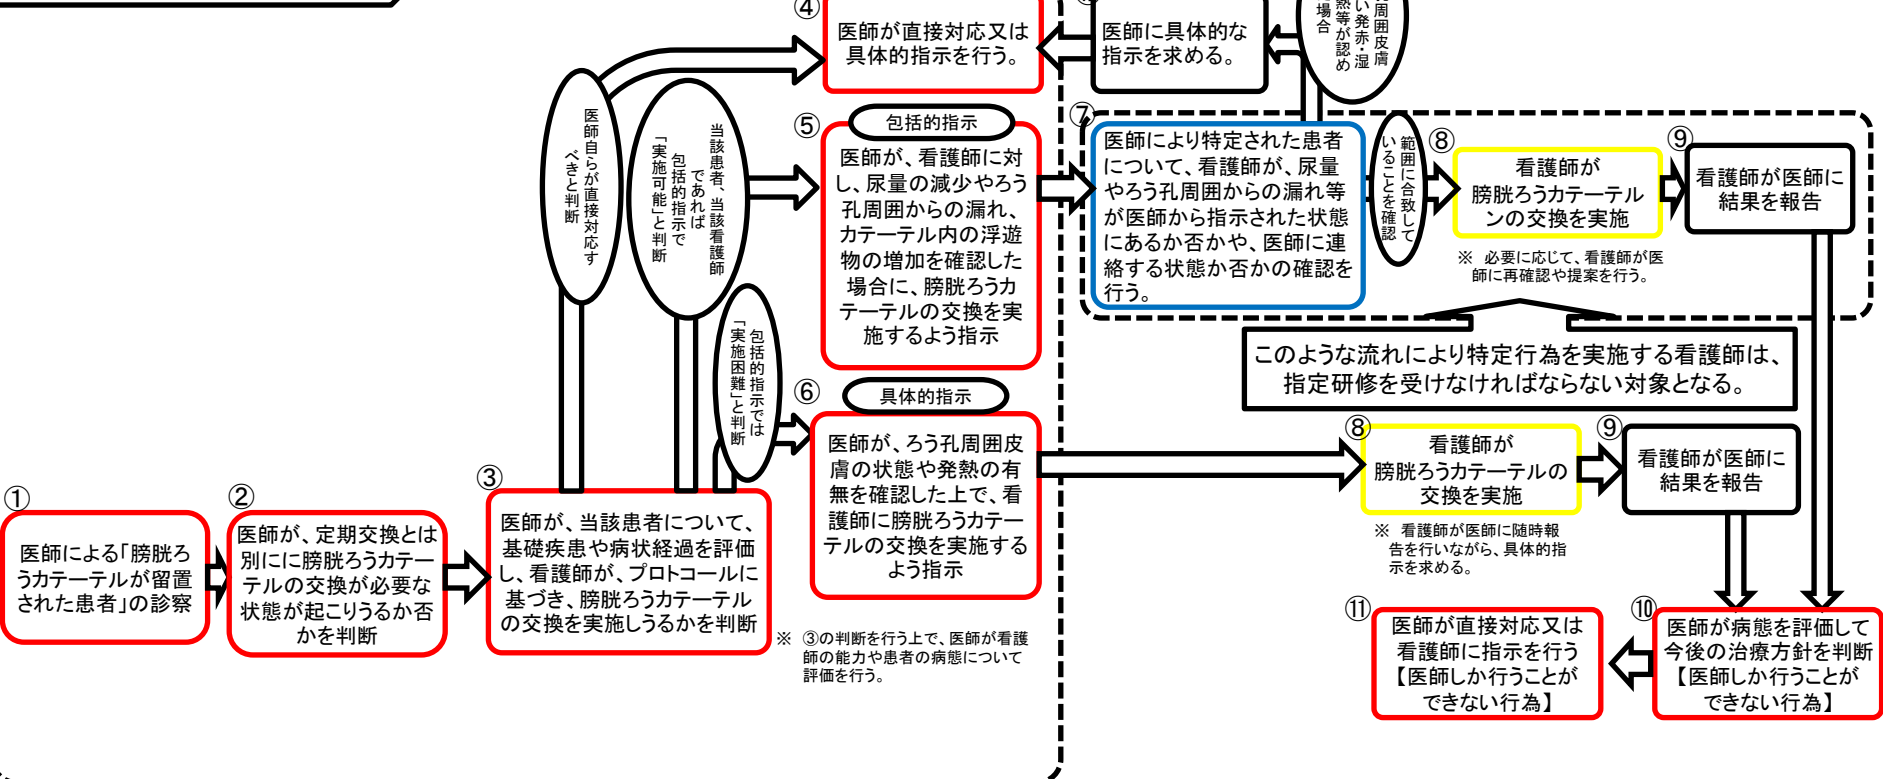 ①
医師による「膀胱ろ
うカテーテルが留置
された患者」の診察
②
医師が、定期交換とは
別にに膀胱ろうカテー
テルの交換が必要な
状態が起こりうるか否
かを判断
③
医師が、当該患者について、
基礎疾患や病状経過を評価
し、看護師が、プロトコールに
基づき、膀胱ろうカテーテル
の交換を実施しうるかを判断
※ ③の判断を行う上で、医師が看護
師の能力や患者の病態について
評価を行う。
医師自らが直接対応す
べきと判断
当該患者、当該看護師
であれば
包括的指示で
「実施可能」と判断
包括的指示では
「実施困難」と判断
④
医師が直接対応又は
具体的指示を行う。
医師に具体的な
指示を求める。
周囲皮膚
い発赤・湿
熱等が認め
場合
⑤
包括的指示
医師が、看護師に対
し、尿量の減少やろう
孔周囲からの漏れ、
カテーテル内の浮遊
物の増加を確認した
場合に、膀胱ろうカ
テーテルの交換を実
施するよう指示
⑥
具体的指示
医師が、ろう孔周囲皮
膚の状態や発熱の有
無を確認した上で、看
護師に膀胱ろうカテー
テルの交換を実施する
よう指示
⑦
医師により特定された患者
について、看護師が、尿量
やろう孔周囲からの漏れ等
が医師から指示された状態
にあるか否かや、医師に連
絡する状態か否かの確認を
行う。
範囲に合致して
いることを確認
⑧
看護師が
膀胱ろうカテーテル
ンの交換を実施
※ 必要に応じて、看護師が医
師に再確認や提案を行う。
⑨
看護師が医師に
結果を報告
このような流れにより特定行為を実施する看護師は、
指定研修を受けなければならない対象となる。
⑧
看護師が
膀胱ろうカテーテルの
交換を実施
※ 看護師が医師に随時報
告を行いながら、具体的指
示を求める。
⑨
看護師が医師に
結果を報告
⑩
医師が病態を評価して
今後の治療方針を判断
【医師しか行うことが
できない行為】
⑪
医師が直接対応又は
看護師に指示を行う
【医師しか行うことが
できない行為】